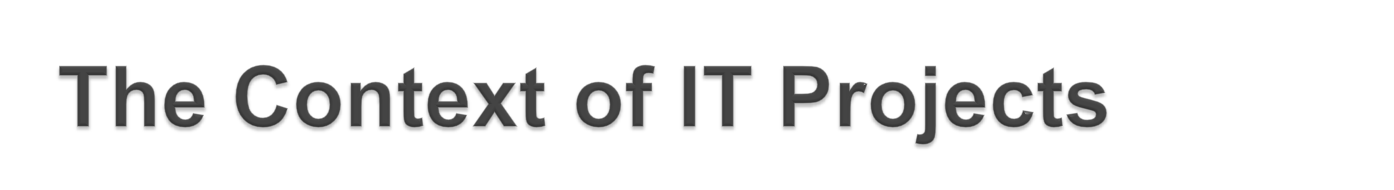 The Context of IT Projects